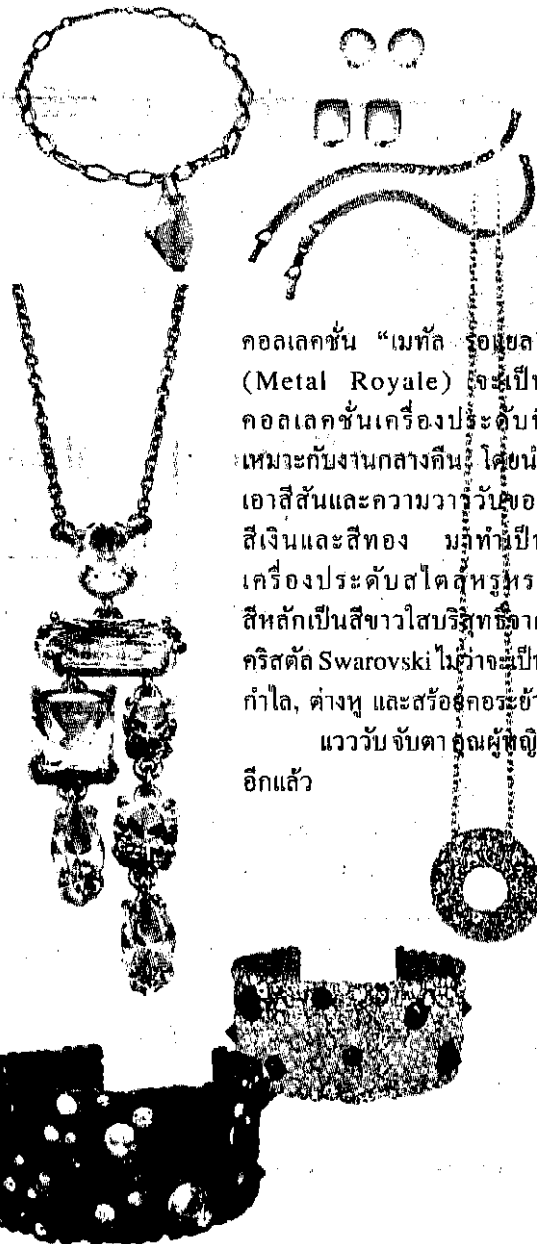 คอลเลคชั่น “เมทัล รอแยล”
(Metal Royale) จะเป็น
คอลเลคชั่นเครื่องประดับที่
เหมาะกับงานกลางคืน โดยนำ
เอาสีสันและความวาววับของ
สีเงินและสีทอง มาทำเป็น
เครื่องประดับสไตล์หรูหรา
สีหลักเป็นสีขาวใสบริสุทธิ์จาก
คริสตัล Swarovski ไม่ว่าจะเป็น
กำไล, ต่างหู และสร้อยคอระย้า
แวววับ จับตา คุณผู้หญิง
อีกแล้ว